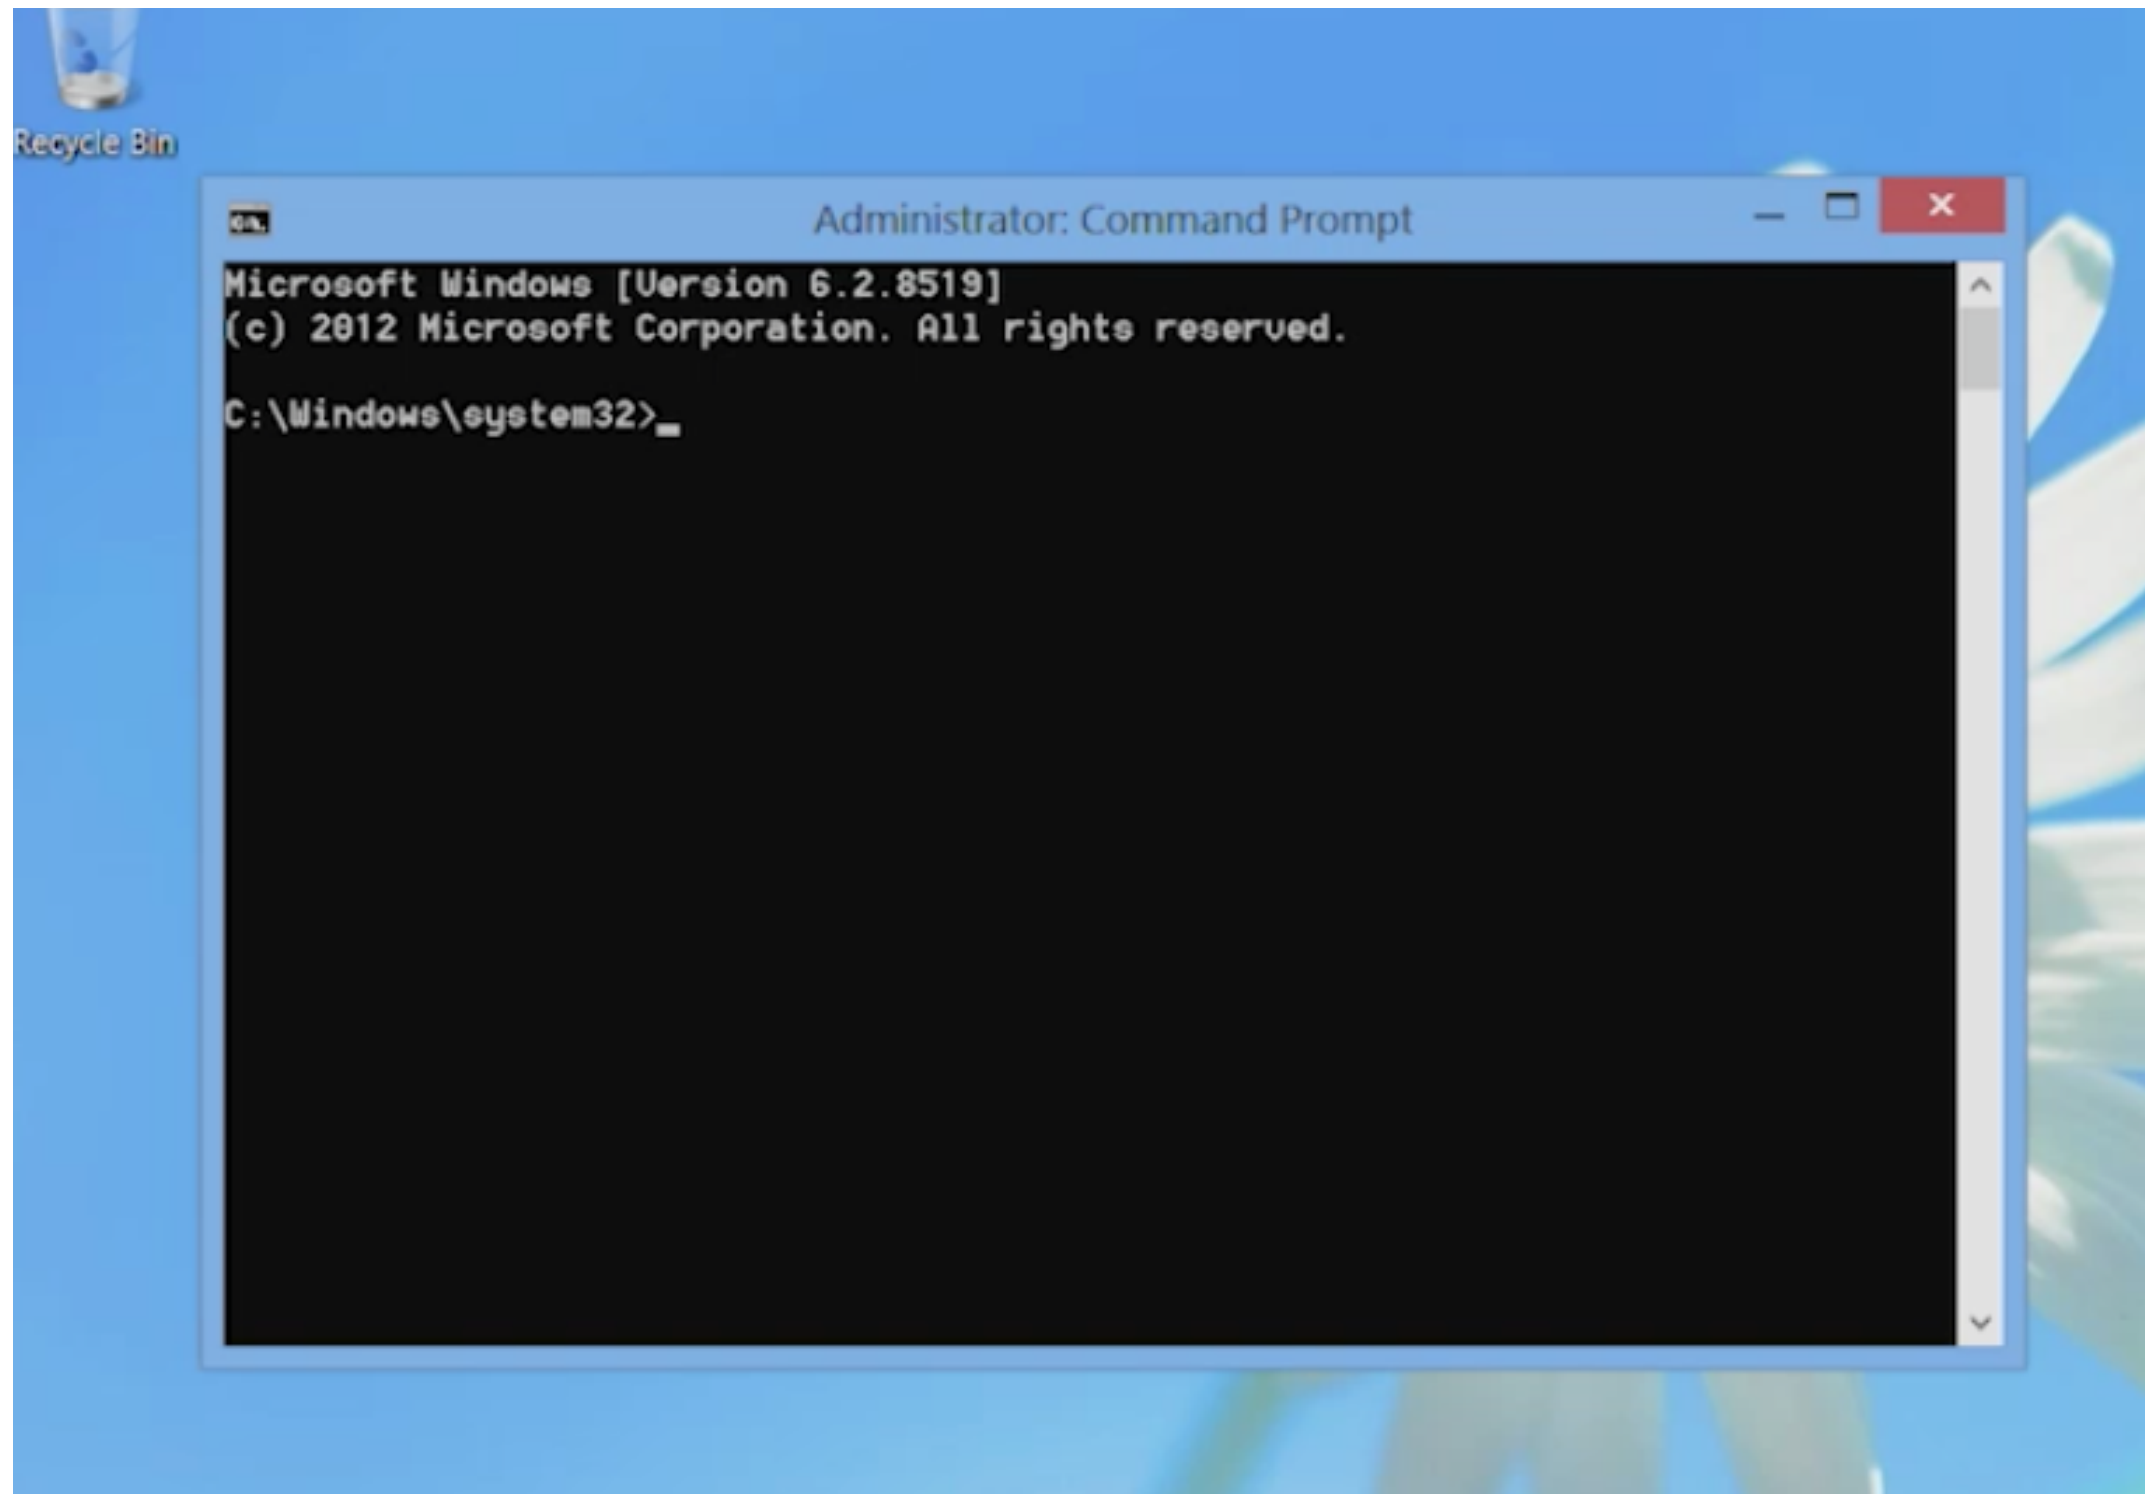 Recycle Bin
Administrator: Command Prompt
Microsoft Windows [Version 6.2.8519]
(c) 2012 Microsoft Corporation. All rights reserved.
C:\Windows\system32>_